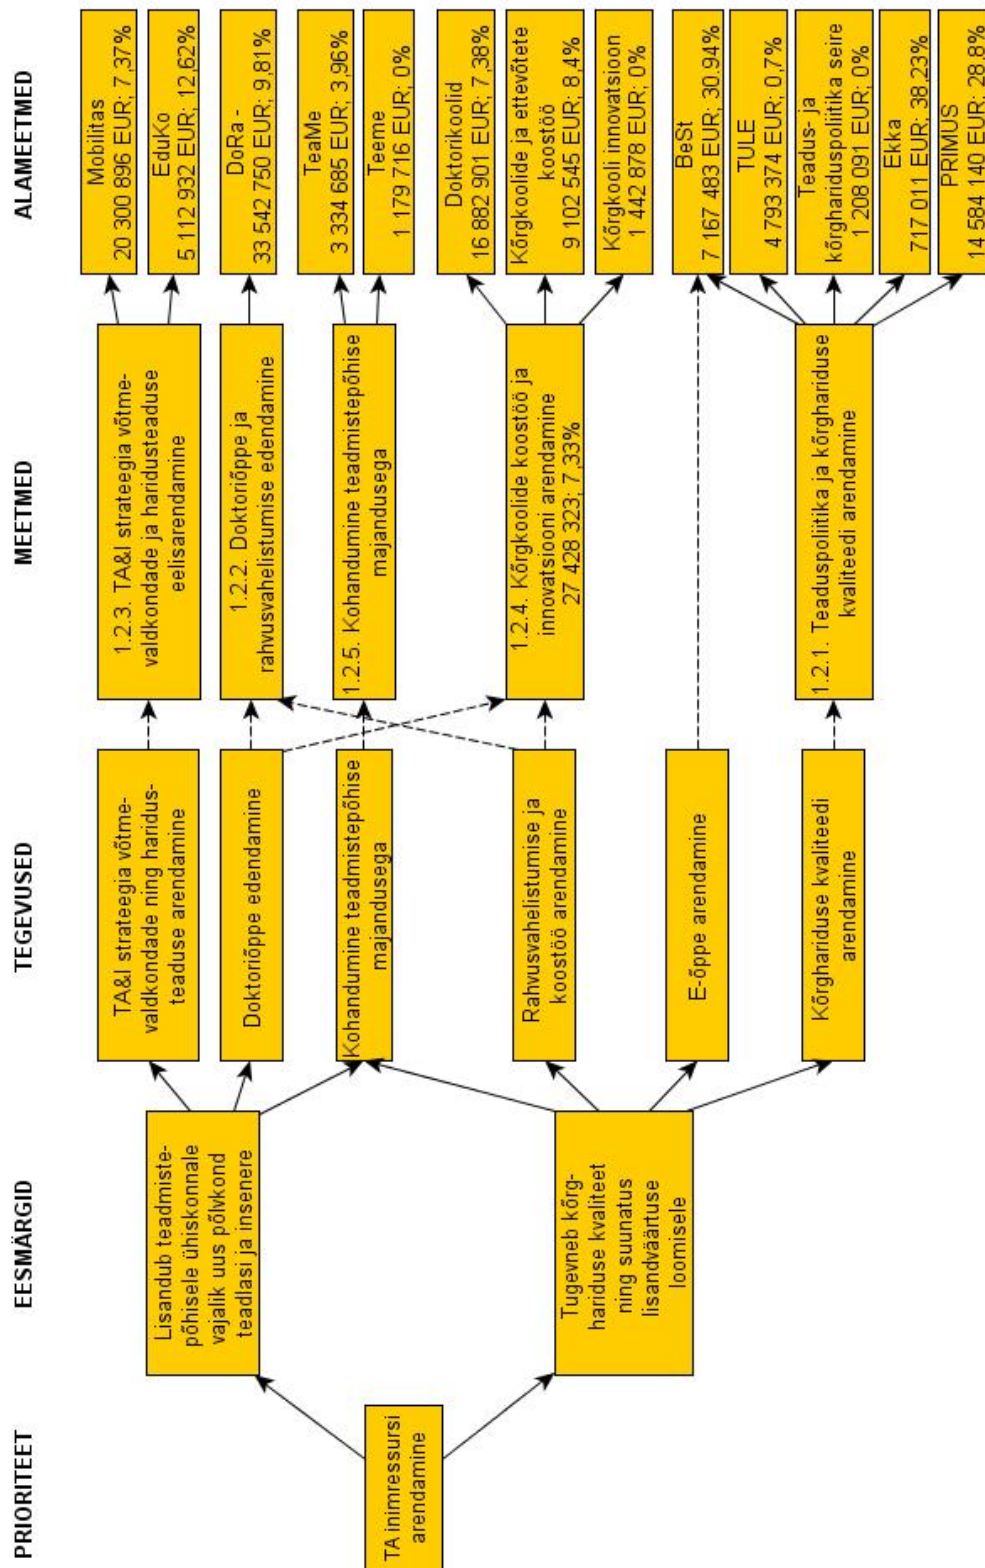 PRIORITEET
EESMÄRGID
TEGEVUSED
MEETMED
ALAMEETMED
TA inimressursi
arendamine
Lisandub teadmiste-
põhisele ühiskonnale
vajalik uus põlvkond
teadlasi ja insenere
Tugevneb kõrg-
hariduse kvaliteet
ning suunatus
lisandväärtuse
loomisele
TA&I strateegia võtme-
valdkondade ning haridus-
teaduse arendamine
Doktoriõppe edendamine
Kohandumine teadmistepõhise
majandusega
Rahvusvahelistumise ja
koostöö arendamine
E-õppe arendamine
Kõrghariduse kvaliteedi
arendamine
1.2.3. TA&I strateegia võtme-
valdkondade ja haridusteaduse
eelisarendamine
1.2.2. Doktoriõppe ja
rahvusvahelistumise edendamine
1.2.5. Kohandumine teadmistepõhise
majandusega
1.2.4. Kõrgkoolide koostöö ja
innovatsiooni arendamine
27 428 323; 7,33%
1.2.1. Teaduspoliitika ja kõrghariduse
kvaliteedi arendamine
Mobilitas
20 300 896 EUR; 7,37%
EduKo
5 112 932 EUR; 12,62%
DoRa -
33 542 750 EUR; 9,81%
TeaMe
3 334 685 EUR; 3,96%
Teeme
1 179 716 EUR; 0%
Doktorikoolid
16 882 901 EUR; 7,38%
Kõrgkoolide ja ettevõtete
koostöö
9 102 545 EUR; 8,4%
Kõrgkooli innovatsioon
1 442 878 EUR; 0%
BeSt
7 167 483 EUR; 30,94%
TULE
4 793 374 EUR; 0,7%
Teadus- ja
kõrghariduspoliitika seire
1 208 091 EUR; 0%
Ekka
717 011 EUR; 38,23%
PRIMUS
14 584 140 EUR; 28,8%